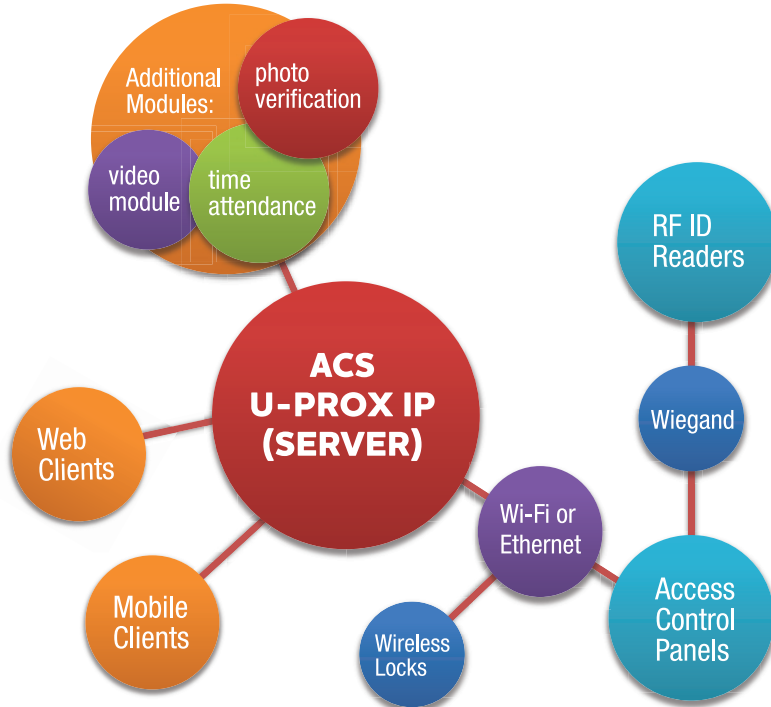 Additional
Modules:
photo
verification
video
module
time
attendance
RF ID
Readers
ACS
U-PROX IP
(SERVER)
Wiegand
Web
Clients
Wi-Fi or
Ethernet
Mobile
Clients
Wireless
Locks
Access
Control
Panels